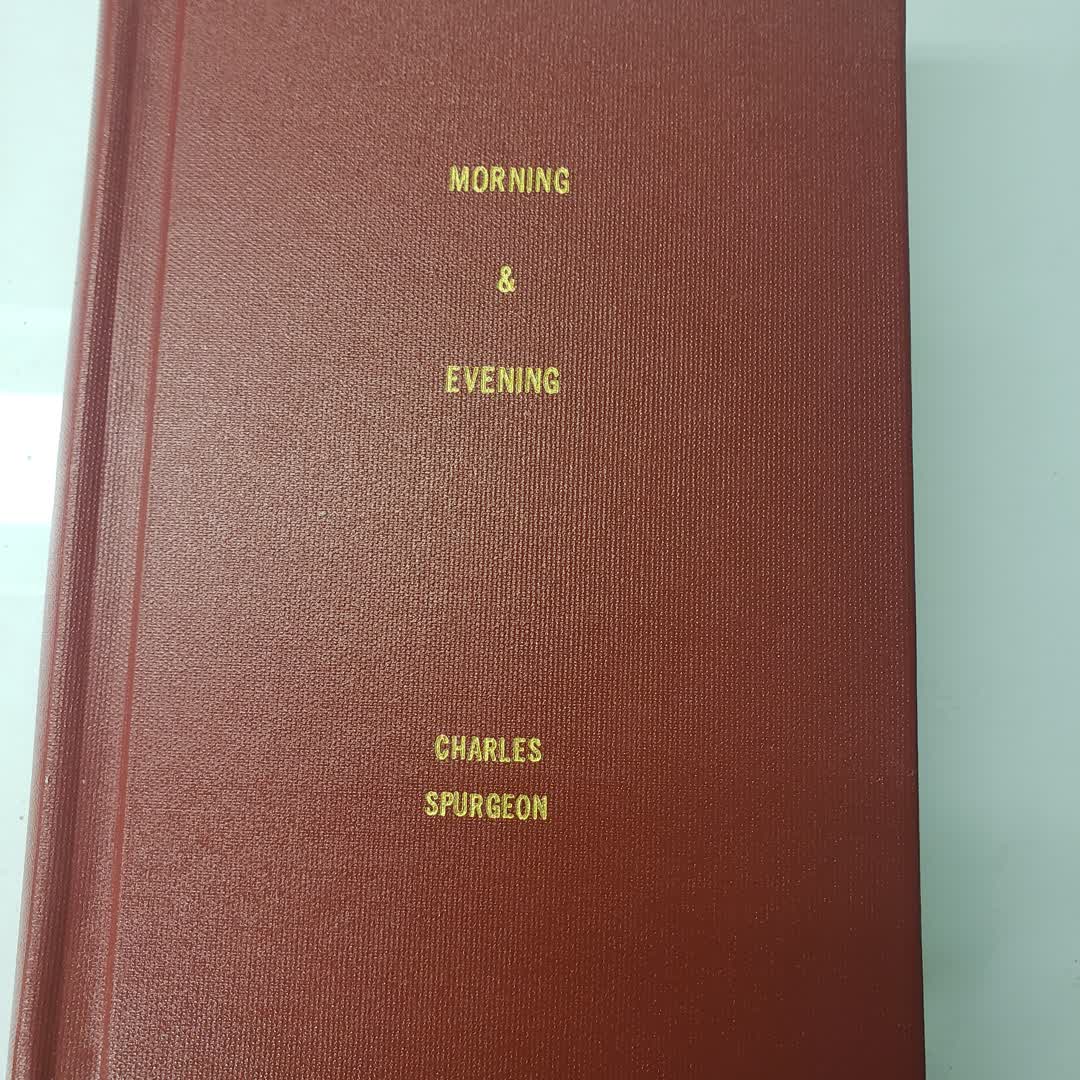 MORNING
&
EVENING
CHARLES
SPURGEON